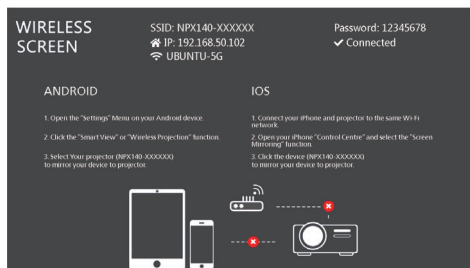 WIRELESS
SCREEN
SSID: NPX140-XXXXXX
IP: 192.168.50.102
UBUNTU-5G
Password: 12345678
Connected
ANDROID
1. Open the "Settings" Menu on your Android device.
2. Click the "Smart View" or "Wireless Projection" function.
3. Select Your projector (NPX140-XXXXXX)
to mirror your device to projector.
IOS
1. Connect your iPhone and projector to the same Wi-Fi
network.
2. Open your iPhone "Control Centre" and select the "Screen
Mirroring" function.
3. Click the device (NPX140-XXXXXX)
to mirror your device to projector.